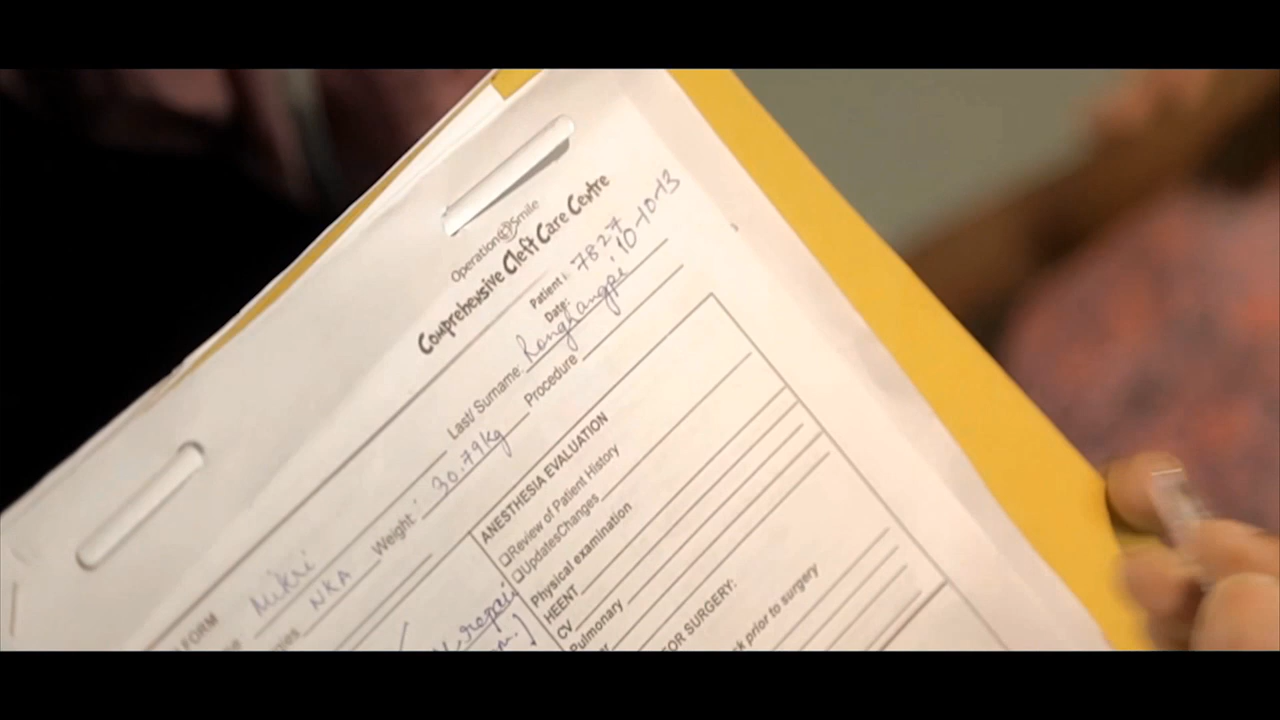 Operation Smile
Comprehensive Cleft Care Centre
Patient 7827
Date: 10-10-13
FORM Last/ Surname: Ronghangpi
Mikri Weight: 30.79kg Procedure
NKA
ANESTHESIA EVALUATION
Review of Patient History
Updates Changes
Physical examination
HEENT
CV
Pulmonary
FOR SURGERY:
prior to surgery